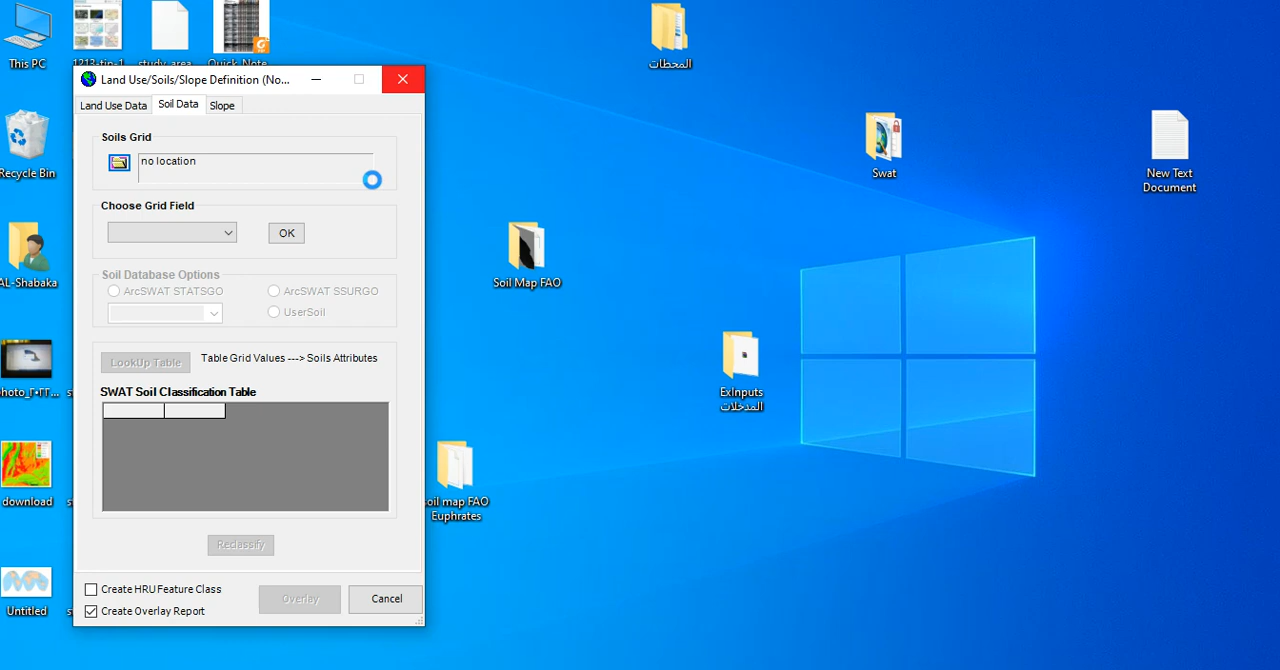 This PC
1213-tip-1
study_area
Quick_Note
المحطات
Land Use/Soils/Slope Definition (No...
Land Use Data
Soil Data
Slope
Soils Grid
no location
Recycle Bin
Swat
New Text
Document
Choose Grid Field
OK
AL-Shabaka
Soil Database Options
ArcSWAT STATSGO
ArcSWAT SSURGO
UserSoil
Soil Map FAO
LookUp Table
Table Grid Values ---> Soils Attributes
SWAT Soil Classification Table
ExInputs
المدخلات
download
soil map FAO
Euphrates
Reclassify
Create HRU Feature Class
Create Overlay Report
Overlay
Cancel
Untitled